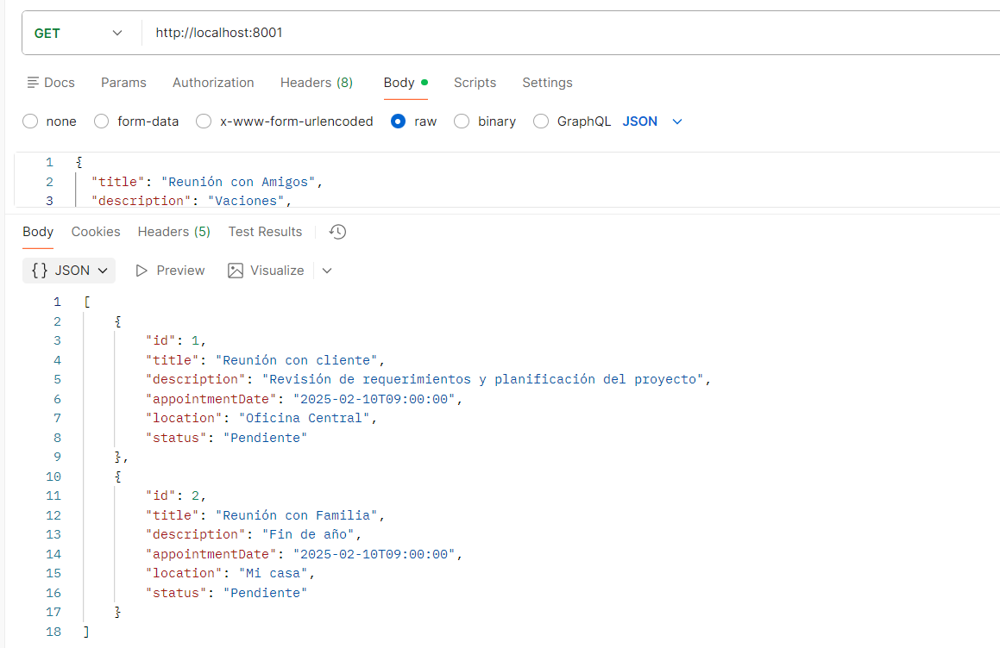 GET http://localhost:8001
Docs Params Authorization Headers (8) Body Scripts Settings
none form-data x-www-form-urlencoded raw binary GraphQL JSON
1 {
2 "title": "Reunión con Amigos",
3 "description": "Vaciones",
Body Cookies Headers (5) Test Results
{} JSON Preview Visualize
1 [
2 {
3 "id": 1,
4 "title": "Reunión con cliente",
5 "description": "Revisión de requerimientos y planificación del proyecto",
6 "appointmentDate": "2025-02-10T09:00:00",
7 "location": "Oficina Central",
8 "status": "Pendiente"
9 },
10 {
11 "id": 2,
12 "title": "Reunión con Familia",
13 "description": "Fin de año",
14 "appointmentDate": "2025-02-10T09:00:00",
15 "location": "Mi casa",
16 "status": "Pendiente"
17 }
18 ]